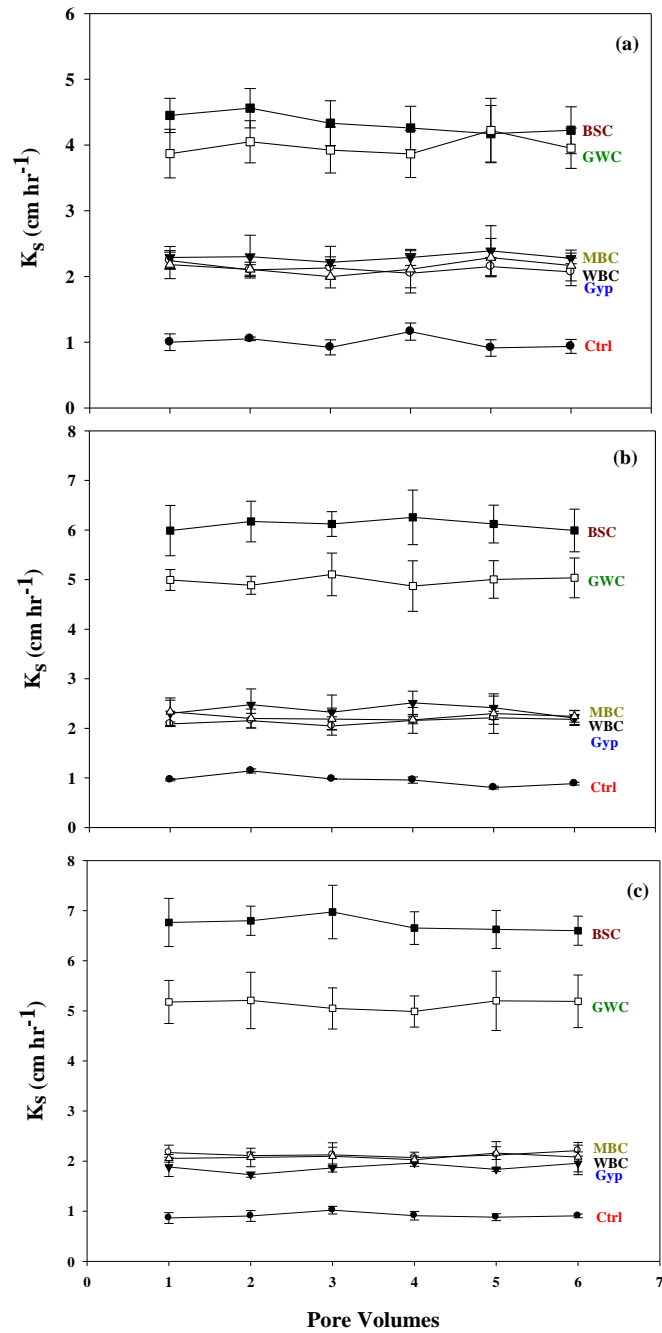 (a)
6
5
4
3
2
1
0
K_S (cm hr^-1)
BSC
GWC
MBC
WBC
Gyp
Ctrl
(b)
8
7
6
5
4
3
2
1
0
K_S (cm hr^-1)
BSC
GWC
MBC
WBC
Gyp
Ctrl
(c)
8
7
6
5
4
3
2
1
0
K_S (cm hr^-1)
BSC
GWC
MBC
WBC
Gyp
Ctrl
0 1 2 3 4 5 6 7
Pore Volumes